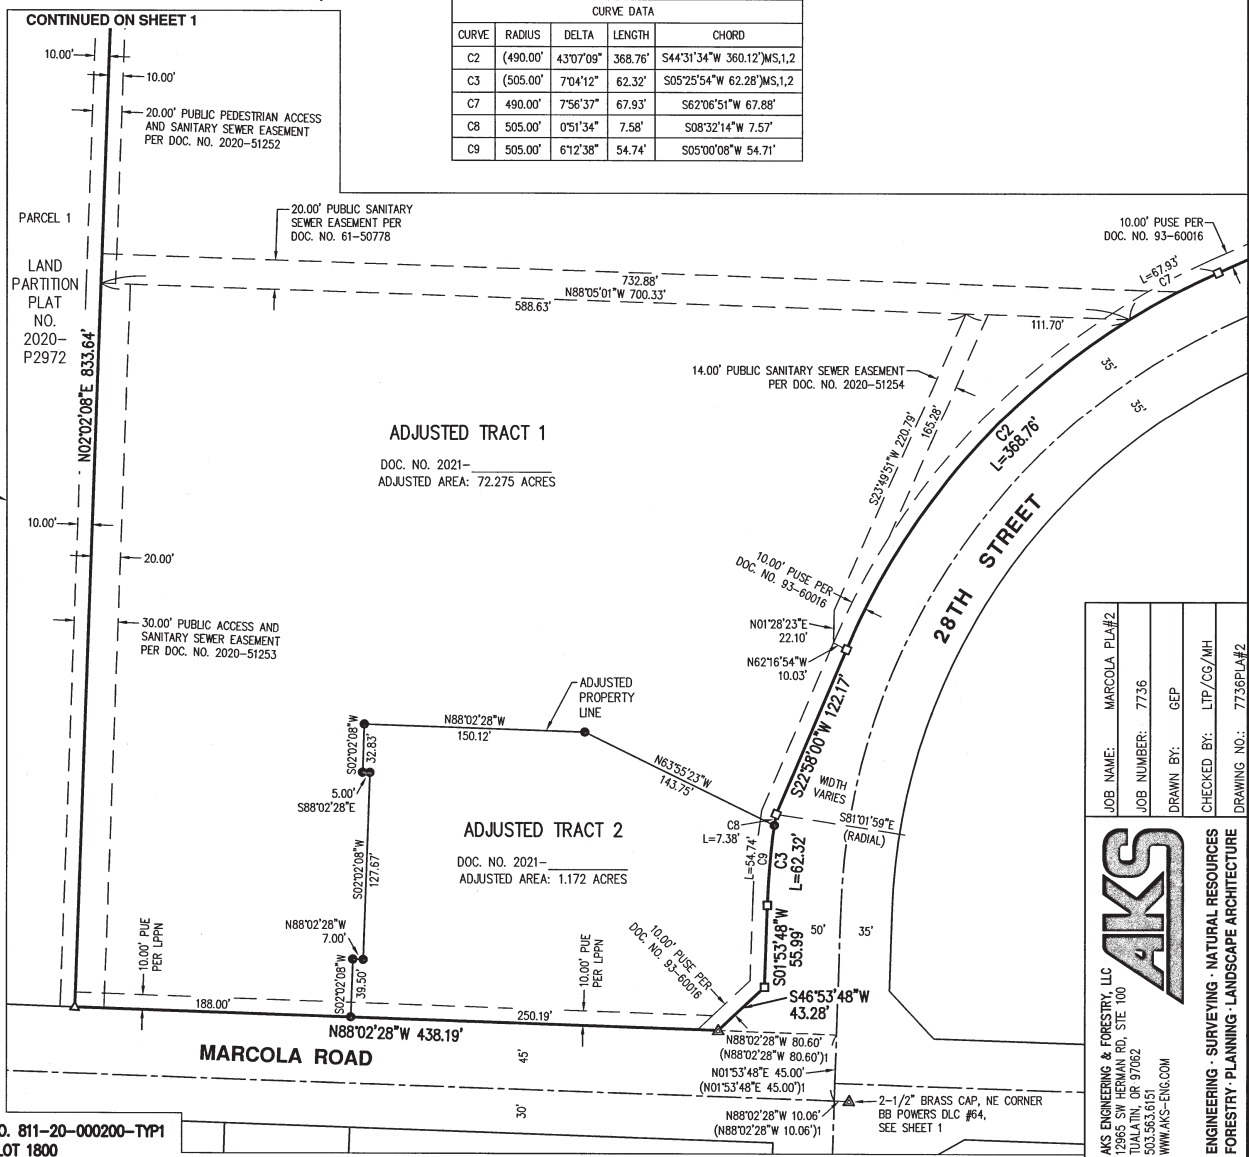 CONTINUED ON SHEET 1
CURVE DATA
CURVE RADIUS DELTA LENGTH CHORD
C2 (490.00' 43°07'09" 368.76' S44°31'34"W 360.12')MS,1,2
C3 (505.00' 7°04'12" 62.32' S05°25'54"W 62.28')MS,1,2
C7 490.00' 7°56'37" 67.93' S62°06'51"W 67.88'
C8 505.00' 0°51'34" 7.58' S08°32'14"W 7.57'
C9 505.00' 6°12'38" 54.74' S05°00'08"W 54.71'
10.00'
10.00'
20.00' PUBLIC PEDESTRIAN ACCESS
AND SANITARY SEWER EASEMENT
PER DOC. NO. 2020-51252
PARCEL 1
LAND
PARTITION
PLAT
NO.
2020-
P2972
N02°02'08"E 833.64'
20.00' PUBLIC SANITARY
SEWER EASEMENT PER
DOC. NO. 61-50778
732.88'
N88°05'01"W 700.33'
588.63'
111.70'
10.00' PUSE PER
DOC. NO. 93-60016
L=67.93'
C7
14.00' PUBLIC SANITARY SEWER EASEMENT
PER DOC. NO. 2020-51254
S23°49'51"W 220.79'
165.28'
C2
L=368.76'
35'
35'
28TH STREET
ADJUSTED TRACT 1
DOC. NO. 2021-
ADJUSTED AREA: 72.275 ACRES
10.00'
20.00'
30.00' PUBLIC ACCESS AND
SANITARY SEWER EASEMENT
PER DOC. NO. 2020-51253
10.00' PUSE PER
DOC. NO. 93-60016
N01°28'23"E
22.10'
N62°16'54"W
10.03'
S22°58'00"W 122.17'
WIDTH
VARIES
S81°01'59"E
(RADIAL)
ADJUSTED
PROPERTY
LINE
N88°02'28"W
150.12'
N63°55'23"W
143.75'
S02°02'08"W
32.83'
5.00'
S88°02'28"E
S02°02'08"W
127.67'
N88°02'28"W
7.00'
S02°02'08"W
39.50'
ADJUSTED TRACT 2
DOC. NO. 2021-
ADJUSTED AREA: 1.172 ACRES
C8
L=7.38'
L=54.74'
C9
C3
L=62.32'
S01°53'48"W
55.99'
50'
35'
10.00' PUE
PER LPPN
10.00' PUE
PER LPPN
10.00' PUSE PER
DOC. NO. 93-60016
S46°53'48"W
43.28'
188.00'
250.19'
N88°02'28"W 438.19'
MARCOLA ROAD
45'
30'
N88°02'28"W 80.60'
(N88°02'28"W 80.60')1
N01°53'48"E 45.00'
(N01°53'48"E 45.00')1
N88°02'28"W 10.06'
(N88°02'28"W 10.06')1
2-1/2" BRASS CAP, NE CORNER
BB POWERS DLC #64,
SEE SHEET 1
O. 811-20-000200-TYP1
LOT 1800
JOB NAME: MARCOLA PLA#2
JOB NUMBER: 7736
DRAWN BY: GEP
CHECKED BY: LTP/CG/MH
DRAWING NO.: 7736PLA#2
AKS
AKS ENGINEERING & FORESTRY, LLC
12965 SW HERMAN RD, STE 100
TUALATIN, OR 97062
503.563.6151
WWW.AKS-ENG.COM
ENGINEERING · SURVEYING · NATURAL RESOURCES
FORESTRY · PLANNING · LANDSCAPE ARCHITECTURE